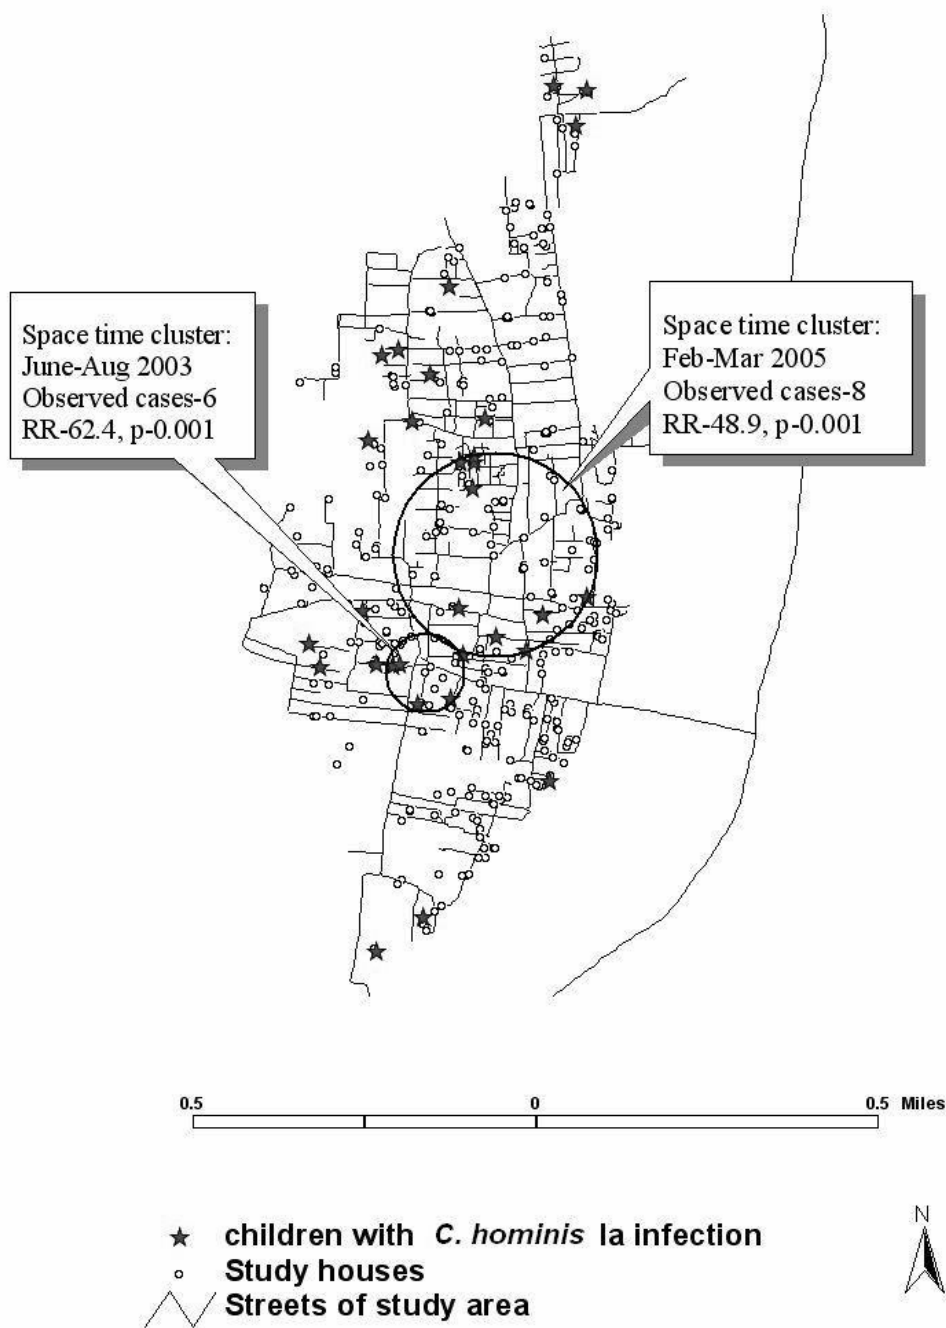 Space time cluster:
June-Aug 2003
Observed cases-6
RR-62.4, p-0.001
Space time cluster:
Feb-Mar 2005
Observed cases-8
RR-48.9, p-0.001
0.5 0 0.5 Miles
N
children with C. hominis Ia infection
Study houses
Streets of study area